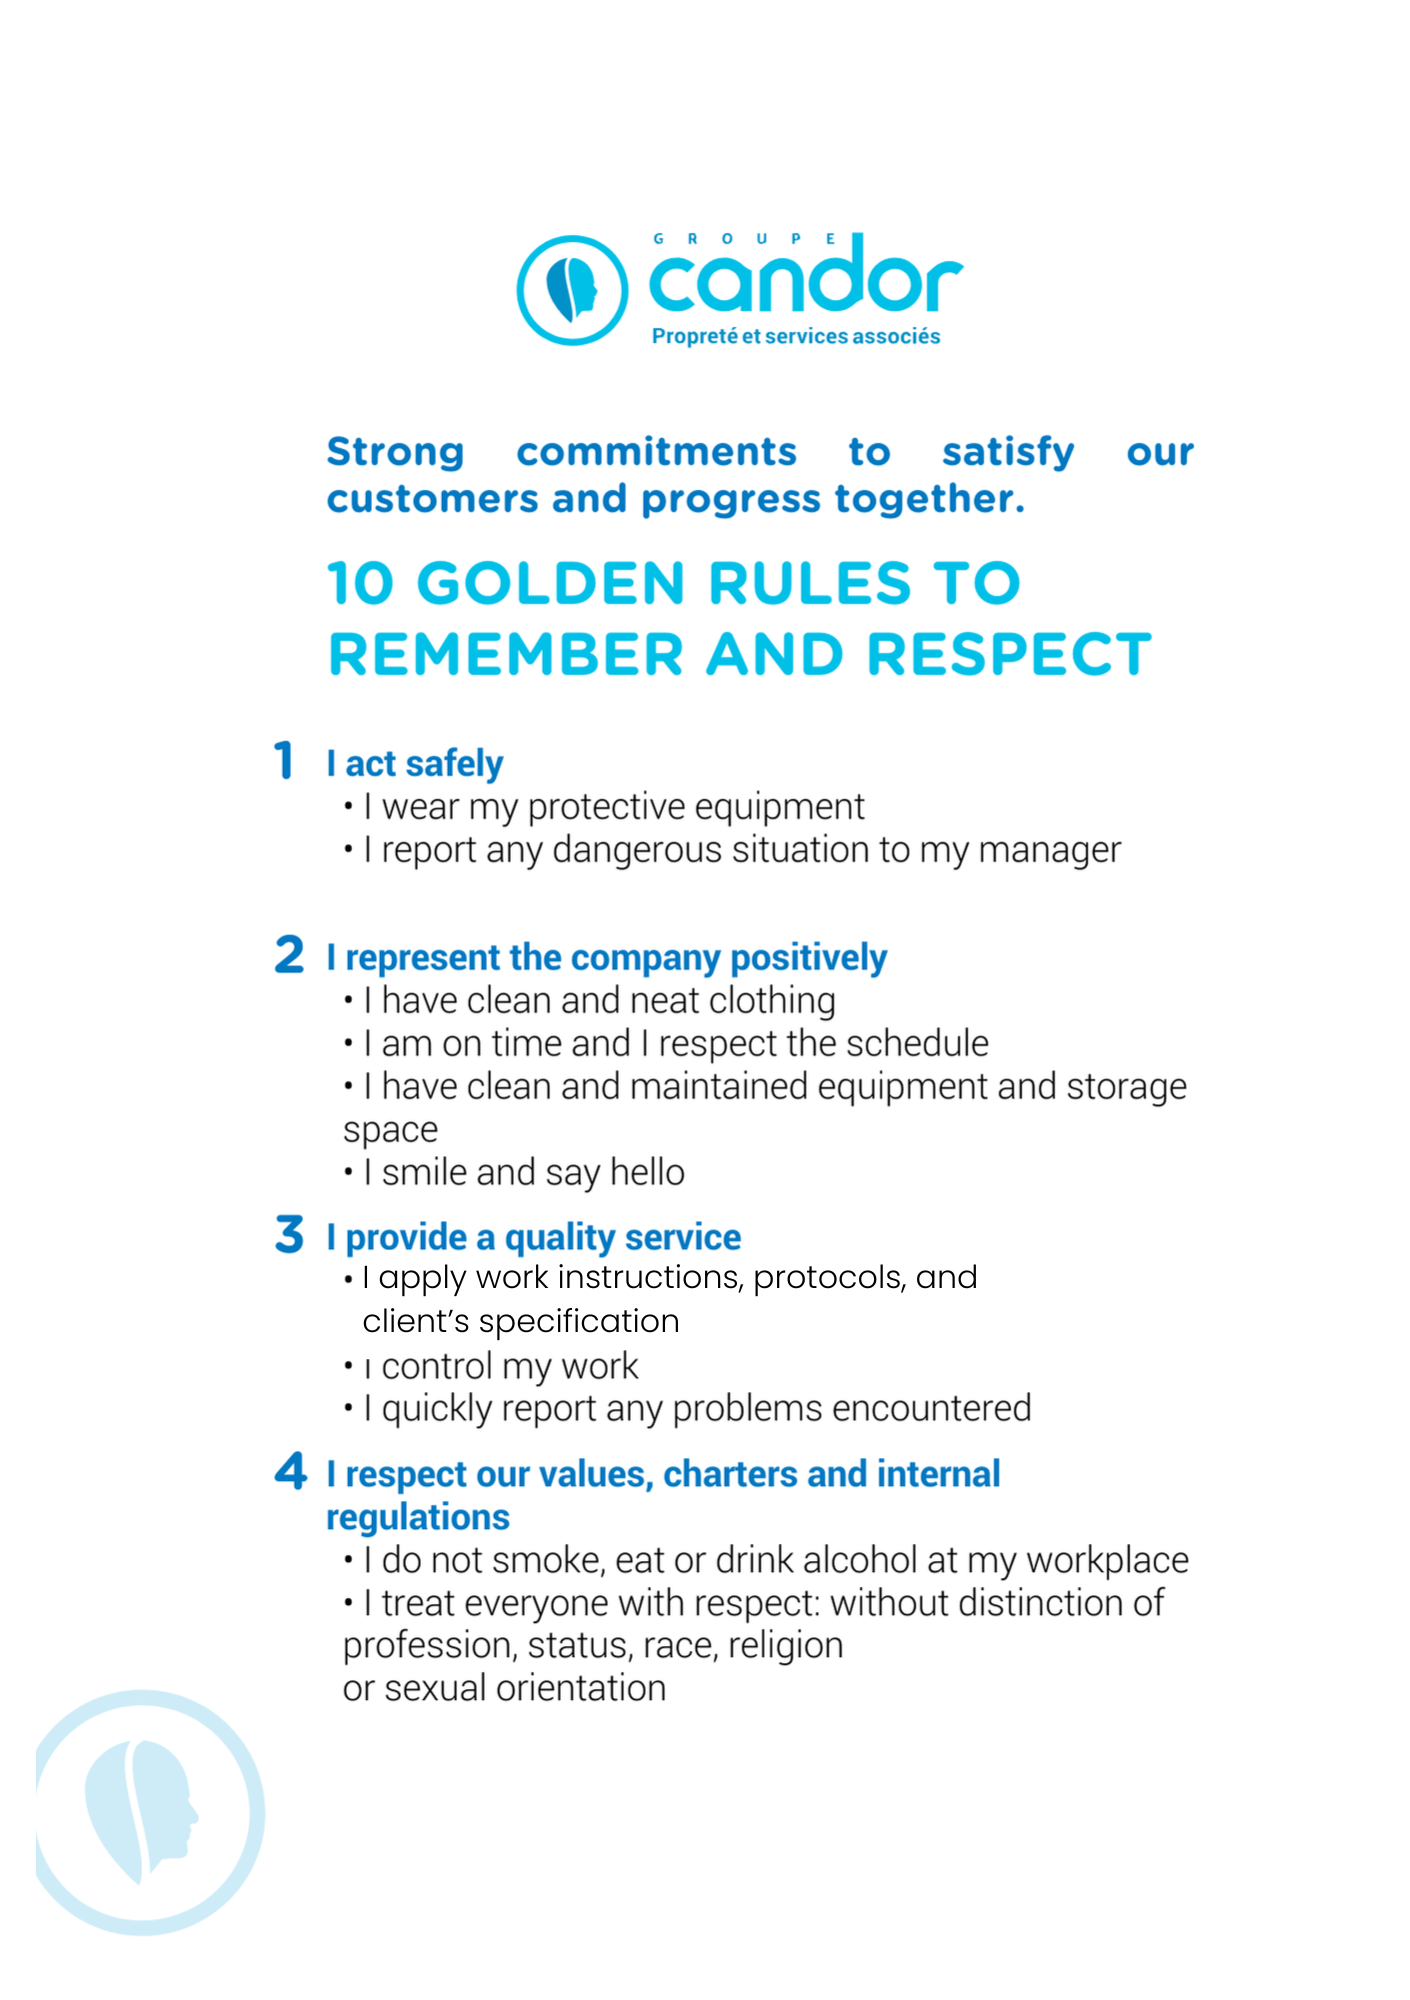 GROUPE
candor
Propreté et services associés
Strong commitments to satisfy our
customers and progress together.
10 GOLDEN RULES TO
REMEMBER AND RESPECT
1 I act safely
• I wear my protective equipment
• I report any dangerous situation to my manager
2 I represent the company positively
• I have clean and neat clothing
• I am on time and I respect the schedule
• I have clean and maintained equipment and storage
space
• I smile and say hello
3 I provide a quality service
• I apply work instructions, protocols, and
client’s specification
• I control my work
• I quickly report any problems encountered
4 I respect our values, charters and internal
regulations
• I do not smoke, eat or drink alcohol at my workplace
• I treat everyone with respect: without distinction of
profession, status, race, religion
or sexual orientation